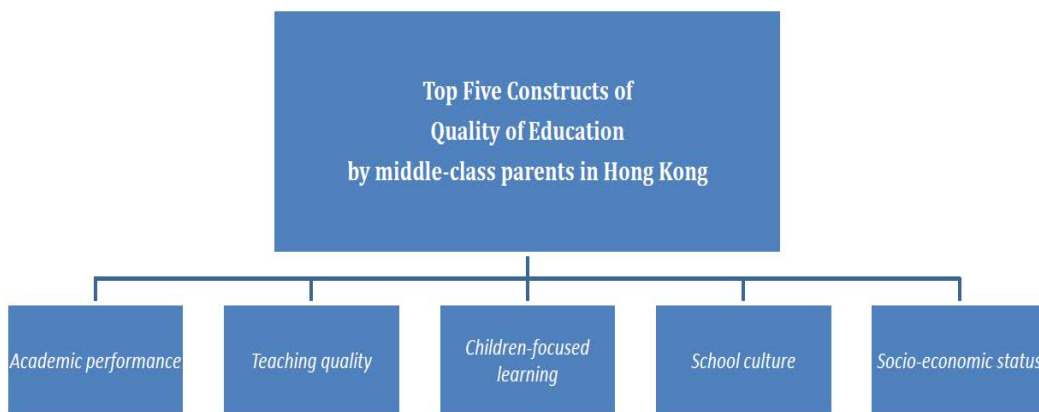 Top Five Constructs of
Quality of Education
by middle-class parents in Hong Kong
Academic performance
Teaching quality
Children-focused
learning
School culture
Socio-economic status